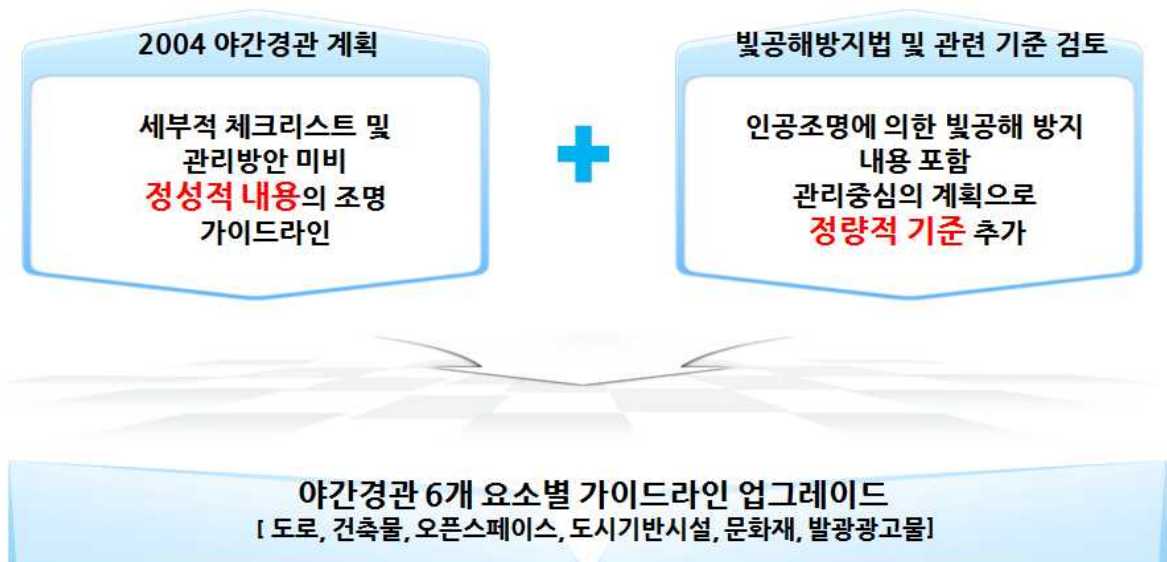 2004 야간경관 계획
세부적 체크리스트 및
관리방안 미비
정성적 내용의 조명
가이드라인
빛공해방지법 및 관련 기준 검토
인공조명에 의한 빛공해 방지
내용 포함
관리중심의 계획으로
정량적 기준 추가
야간경관 6개 요소별 가이드라인 업그레이드
[ 도로, 건축물, 오픈스페이스, 도시기반시설, 문화재, 발광광고물]